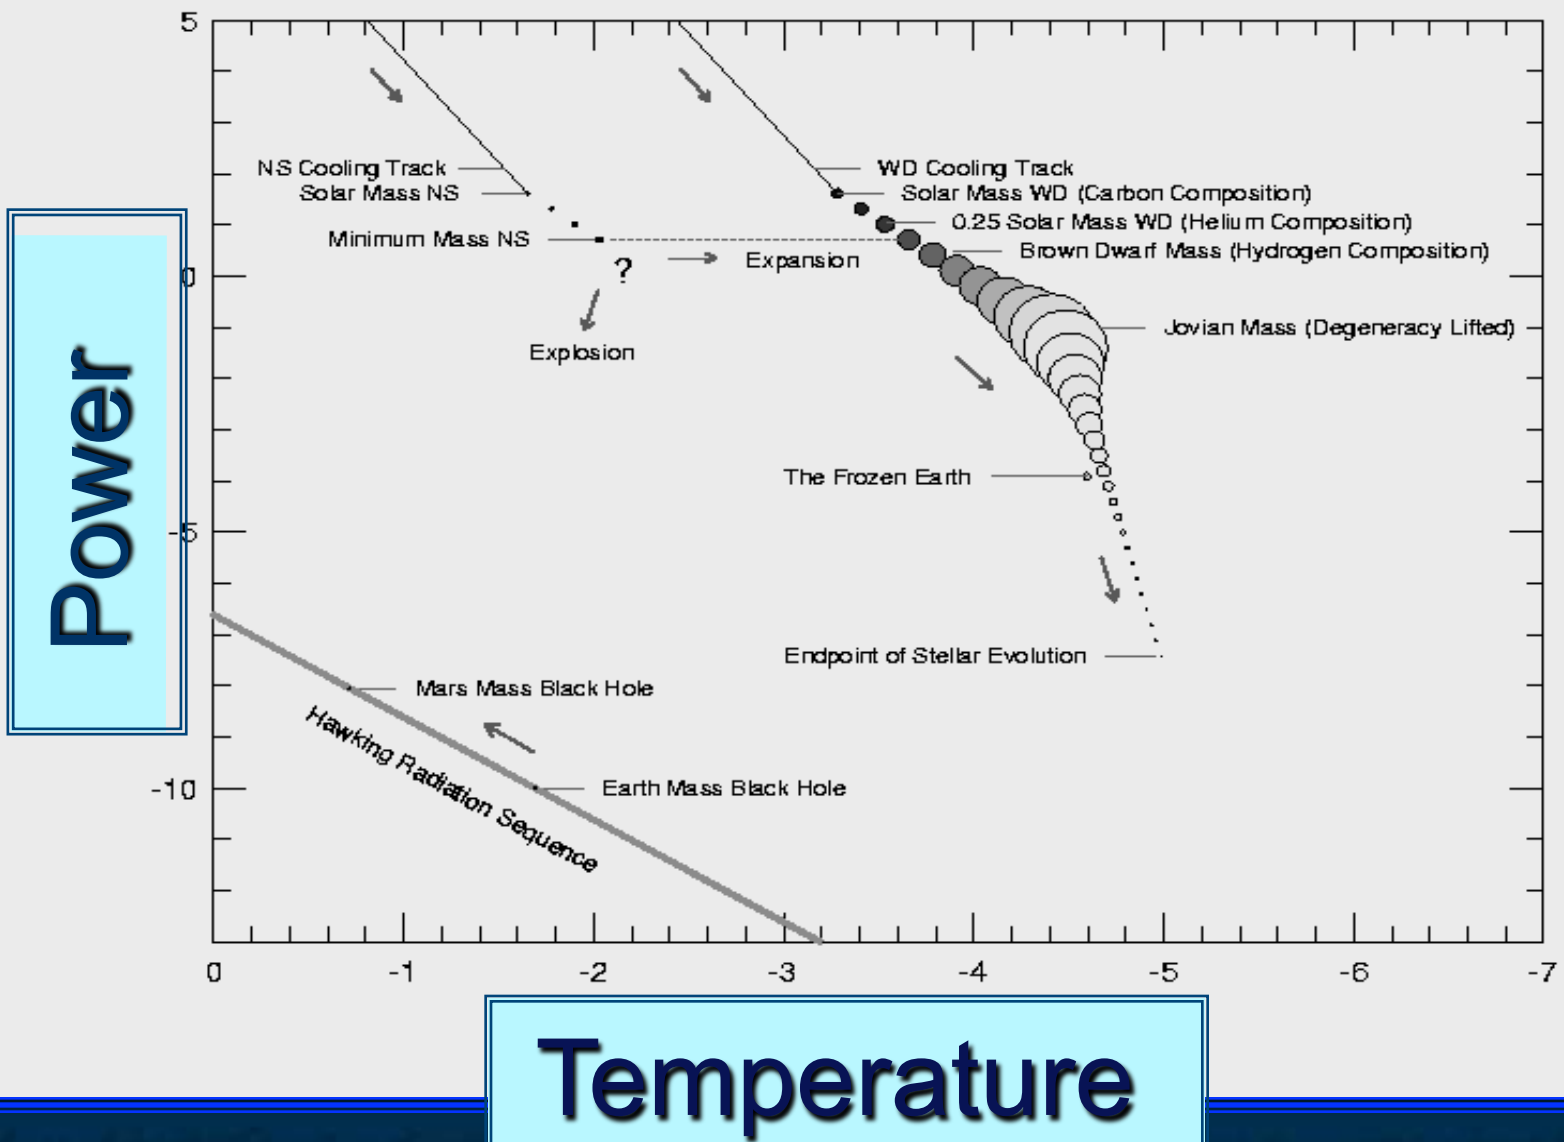 5
NS Cooling Track
WD Cooling Track
Solar Mass NS
Solar Mass WD (Carbon Composition)
0.25 Solar Mass WD (Helium Composition)
Minimum Mass NS
Brown Dwarf Mass (Hydrogen Composition)
Expansion
?
0
Jovian Mass (Degeneracy Lifted)
Explosion
Power
The Frozen Earth
-5
Endpoint of Stellar Evolution
Mars Mass Black Hole
Hawking Radiation Sequence
Earth Mass Black Hole
-10
0 -1 -2 -3 -4 -5 -6 -7
Temperature